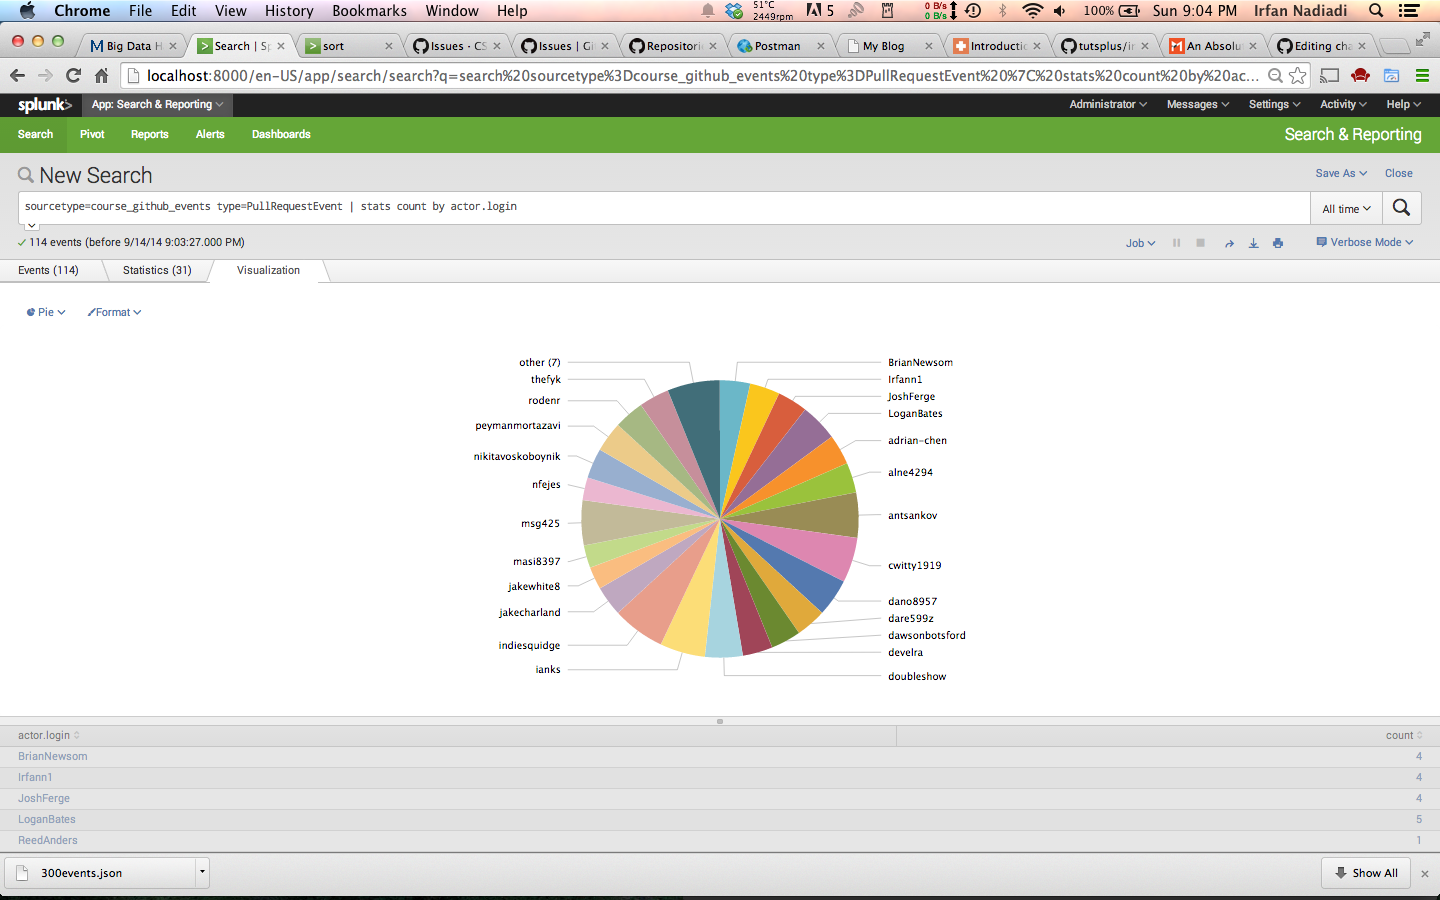 Chrome File Edit View History Bookmarks Window Help 51°C 2449rpm 5 0 B/s 0 B/s 100% Sun 9:04 PM Irfan Nadiadi
Big Data H Search | Sp sort Issues · CS Issues | Gi Repositori Postman My Blog Introductio tutsplus/in An Absolut Editing cha
localhost:8000/en-US/app/search/search?q=search%20sourcetype%3Dcourse_github_events%20type%3DPullRequestEvent%20%7C%20stats%20count%20by%20ac...
splunk> App: Search & Reporting Administrator Messages Settings Activity Help
Search Pivot Reports Alerts Dashboards Search & Reporting
New Search Save As Close
sourcetype=course_github_events type=PullRequestEvent | stats count by actor.login All time
114 events (before 9/14/14 9:03:27.000 PM) Job Verbose Mode
Events (114) Statistics (31) Visualization
Pie Format
other (7) BrianNewsom
thefyk Irfann1
rodenr JoshFerge
LoganBates
peymanmortazavi adrian-chen
nikitavoskoboynik alne4294
nfejes
msg425 antsankov
masi8397 cwitty1919
jakewhite8
jakecharland dano8957
dare599z
dawsonbotsford
indiesquidge develra
ianks doubleshow
actor.login count
BrianNewsom 4
Irfann1 4
JoshFerge 4
LoganBates 5
ReedAnders 1
300events.json Show All